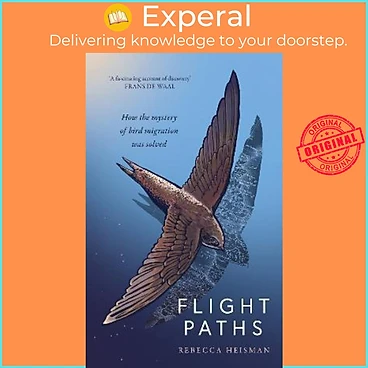 Experal
Delivering knowledge to your doorstep.
'A fascinating account of discovery'
FRANS DE WAAL
How the mystery
of bird migration
was solved
ORIGINAL
ORIGINAL
ORIGINAL
FLIGHT
PATHS
REBECCA HEISMAN